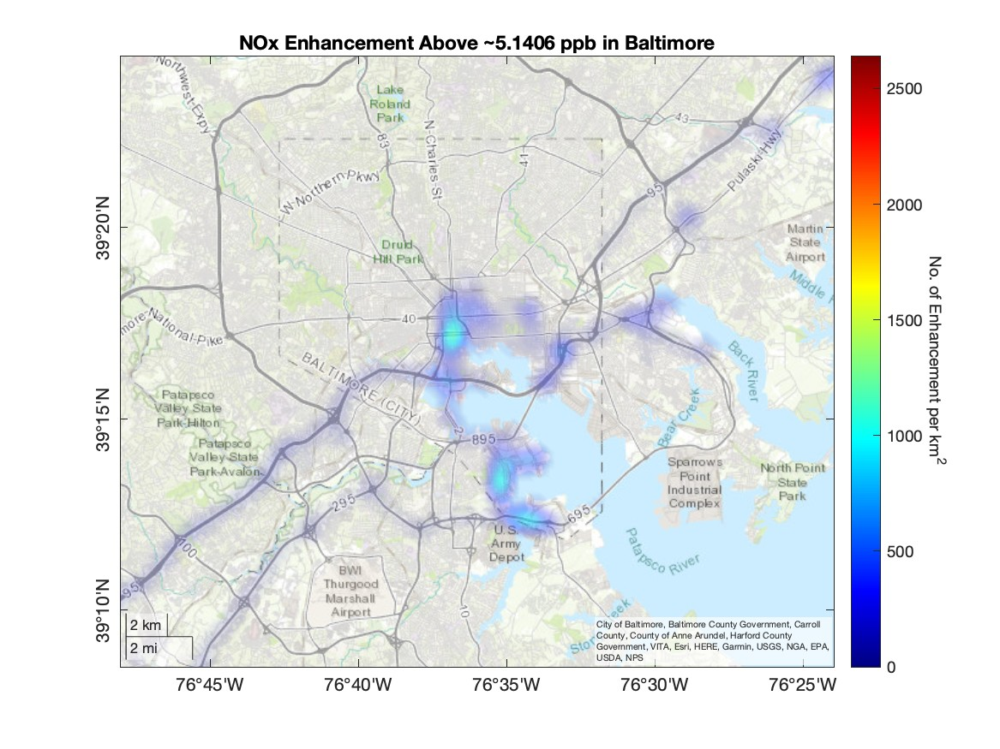 NOx Enhancement Above ~5.1406 ppb in Baltimore
Northwest-Expy
Lake
Roland
Park
83
N-Charles-St
41
43
W-Northern-Pkwy
Pulaski-Hwy
95
39°20'N
Druid
Hill Park
Martin
State
Airport
Middle
40
more-National-Pike
BALTIMORE (CITY)
Back
River
39°15'N
Patapsco
Valley State
Park-Hilton
Patapsco
Valley-State
Park-Avalon
2
895
Bear Creek
Sparrows
Point
Industrial
Complex
North Point
State
Park
295
695
U.S.
Army
Depot
100
Patapsco River
BWI
Thurgood
Marshall
Airport
95
39°10'N
10
2 km
2 mi
City of Baltimore, Baltimore County Government, Carroll
County, County of Anne Arundel, Harford County
Government, VITA, Esri, HERE, Garmin, USGS, NGA, EPA,
USDA, NPS
76°45'W
76°40'W
76°35'W
76°30'W
76°25'W
2500
2000
1500
1000
500
0
No. of Enhancement per km²